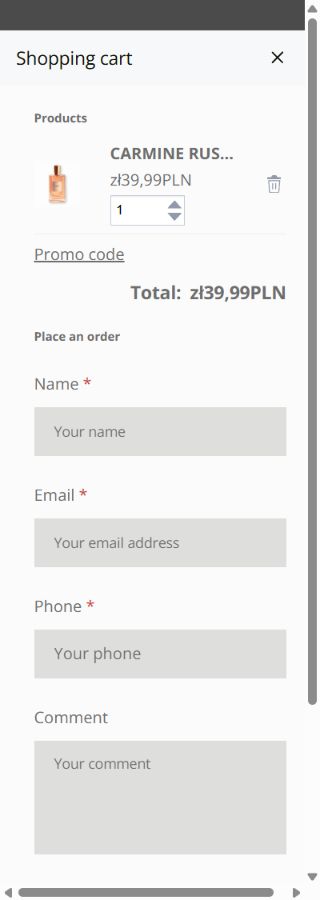 Shopping cart
Products
CARMINE RUS...
zł39,99PLN
1
Promo code
Total: zł39,99PLN
Place an order
Name *
Your name
Email *
Your email address
Phone *
Your phone
Comment
Your comment